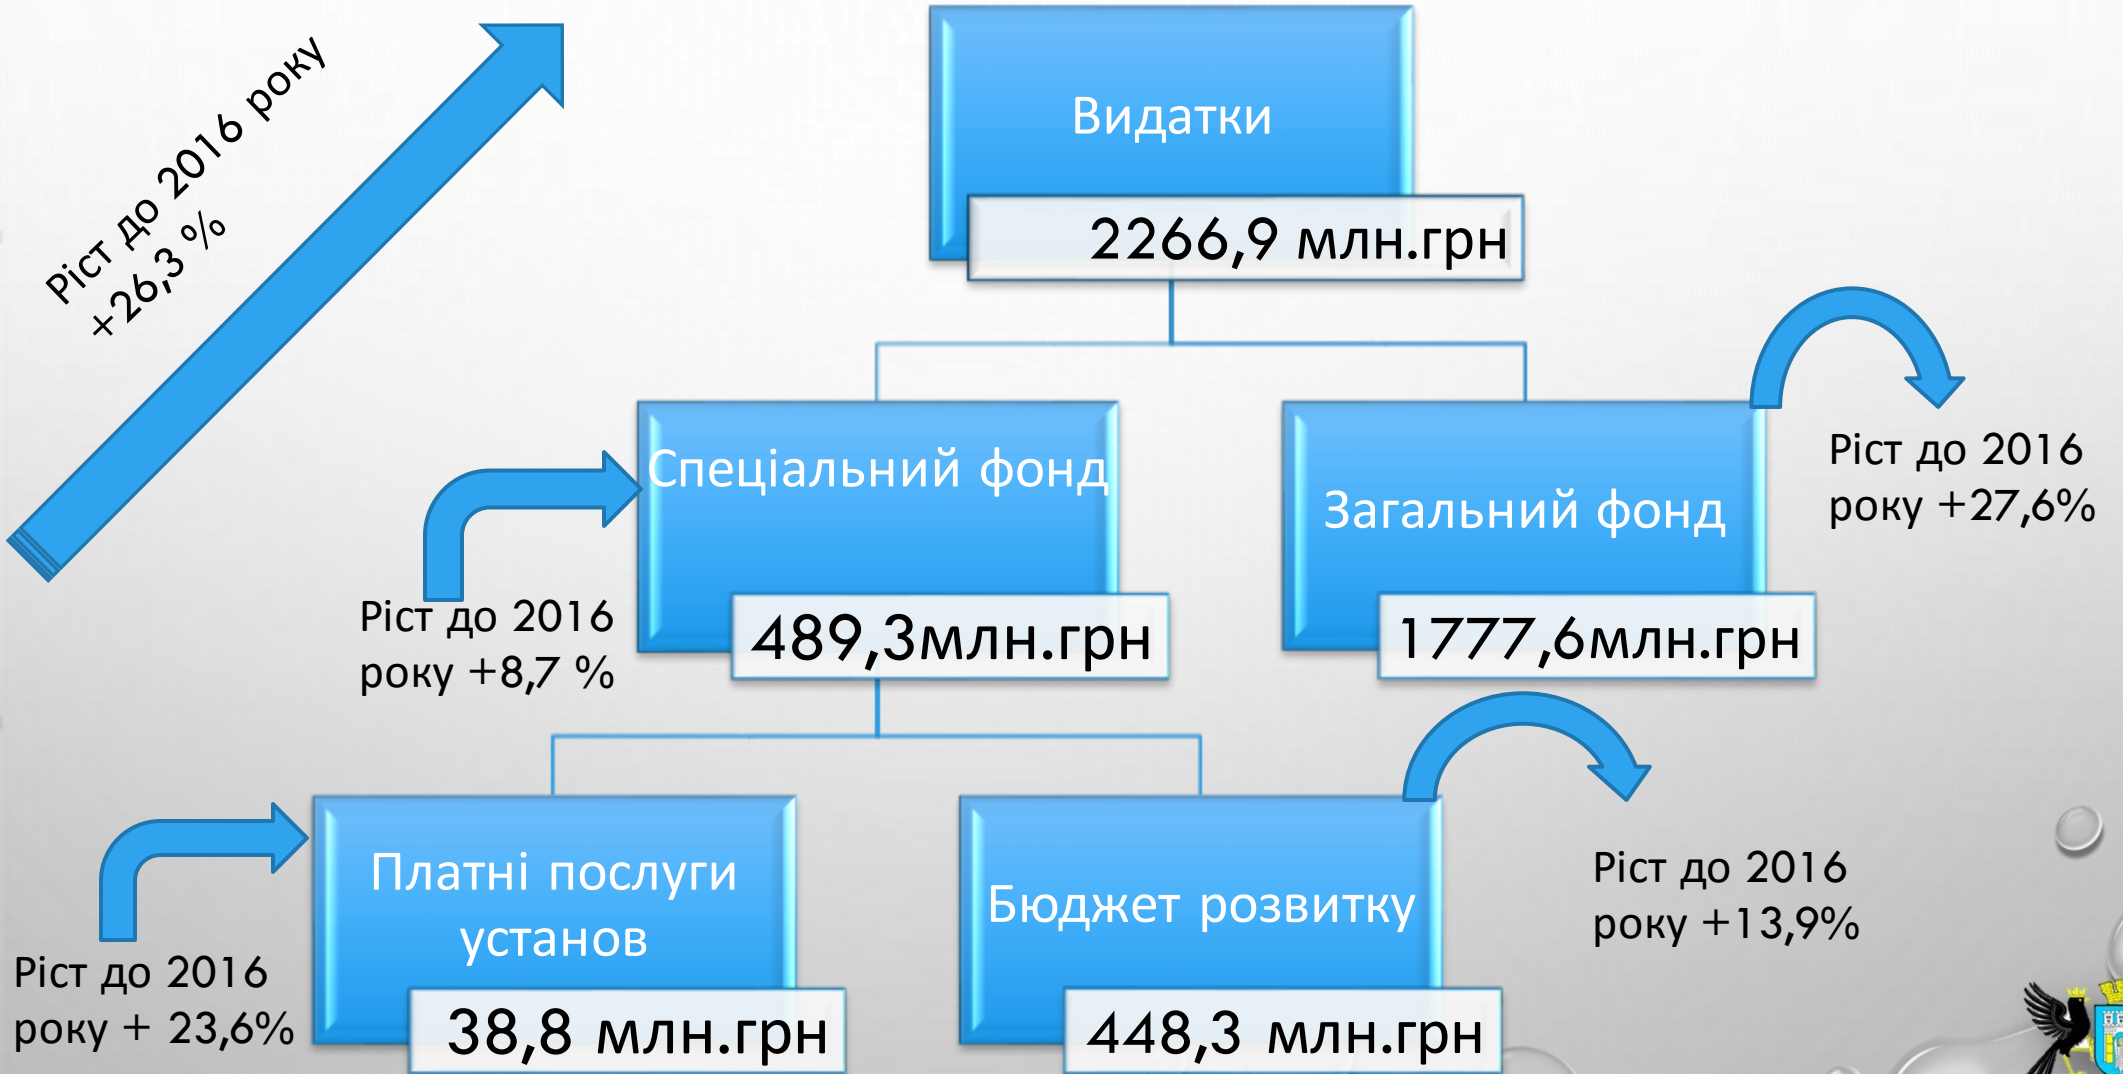 Ріст до 2016 року
+26,3 %
Видатки
2266,9 млн.грн
Спеціальний фонд
489,3млн.грн
Ріст до 2016
року +8,7 %
Загальний фонд
1777,6млн.грн
Ріст до 2016
року +27,6%
Платні послуги
установ
38,8 млн.грн
Ріст до 2016
року + 23,6%
Бюджет розвитку
448,3 млн.грн
Ріст до 2016
року +13,9%